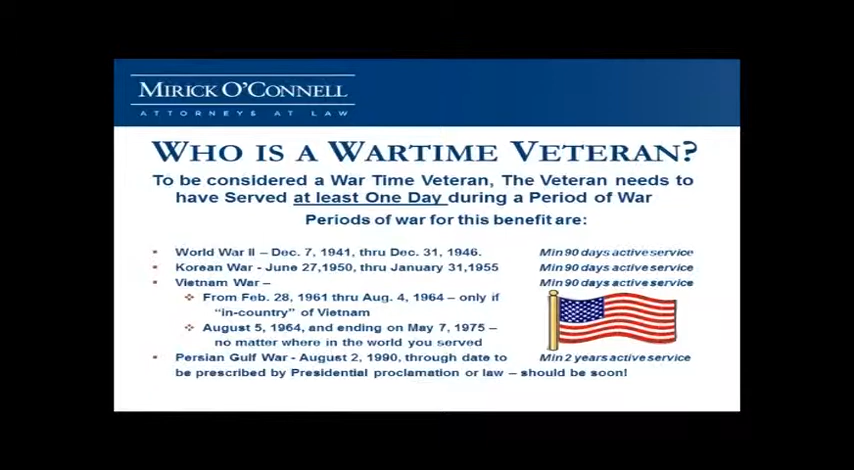 MIRICK O'CONNELL
ATTORNEYS AT LAW
WHO IS A WARTIME VETERAN?
To be considered a War Time Veteran, The Veteran needs to
have Served at least One Day during a Period of War
Periods of war for this benefit are:
▪ World War II – Dec. 7, 1941, thru Dec. 31, 1946. Min 90 days active service
▪ Korean War - June 27,1950, thru January 31,1955 Min 90 days active service
▪ Vietnam War – Min 90 days active service
❖ From Feb. 28, 1961 thru Aug. 4, 1964 – only if
"in-country" of Vietnam
❖ August 5, 1964, and ending on May 7, 1975 –
no matter where in the world you served
▪ Persian Gulf War - August 2, 1990, through date to Min 2 years active service
be prescribed by Presidential proclamation or law – should be soon!